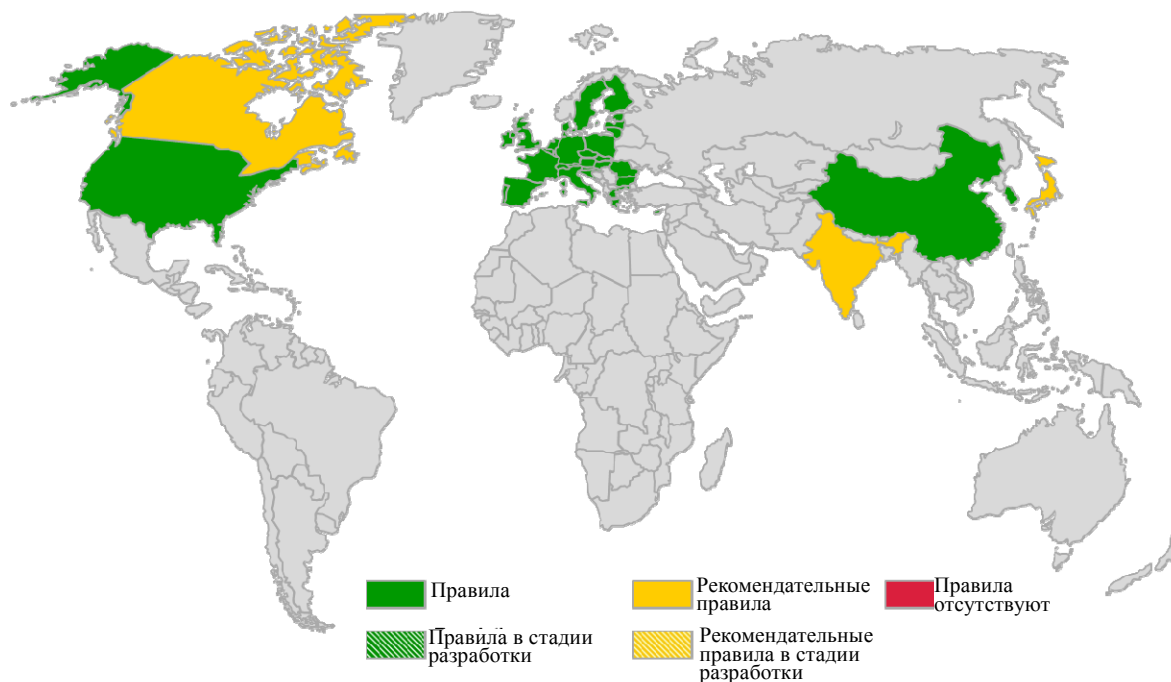 Правила
Рекомендательные
правила
Правила
отсутствуют
Правила в стадии
разработки
Рекомендательные
правила в стадии
разработки